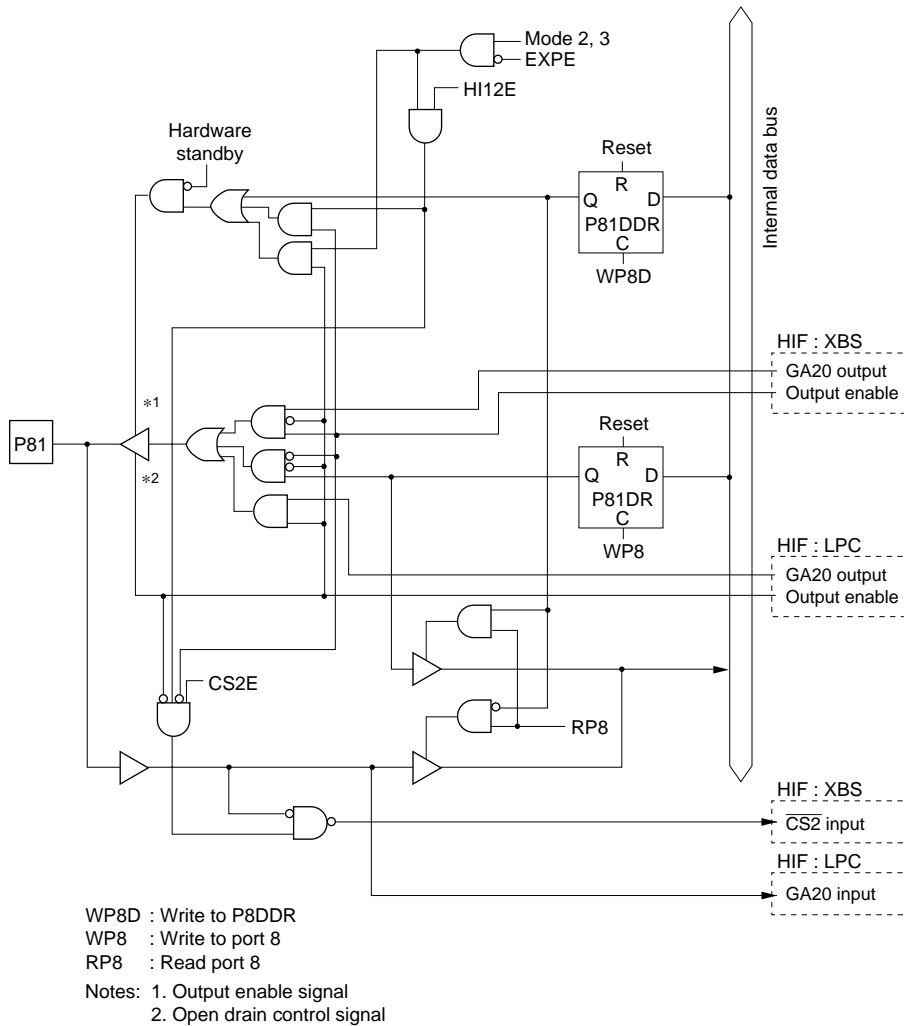 Mode 2, 3
EXPE
HI12E
Hardware
standby
Reset
R
Q D
P81DDR
C
WP8D
Internal data bus
HIF : XBS
GA20 output
Output enable
*1
P81
*2
Reset
R
Q D
P81DR
C
WP8
HIF : LPC
GA20 output
Output enable
CS2E
RP8
HIF : XBS
C̅S̅2̅ input
HIF : LPC
GA20 input
WP8D : Write to P8DDR
WP8 : Write to port 8
RP8 : Read port 8
Notes: 1. Output enable signal
2. Open drain control signal